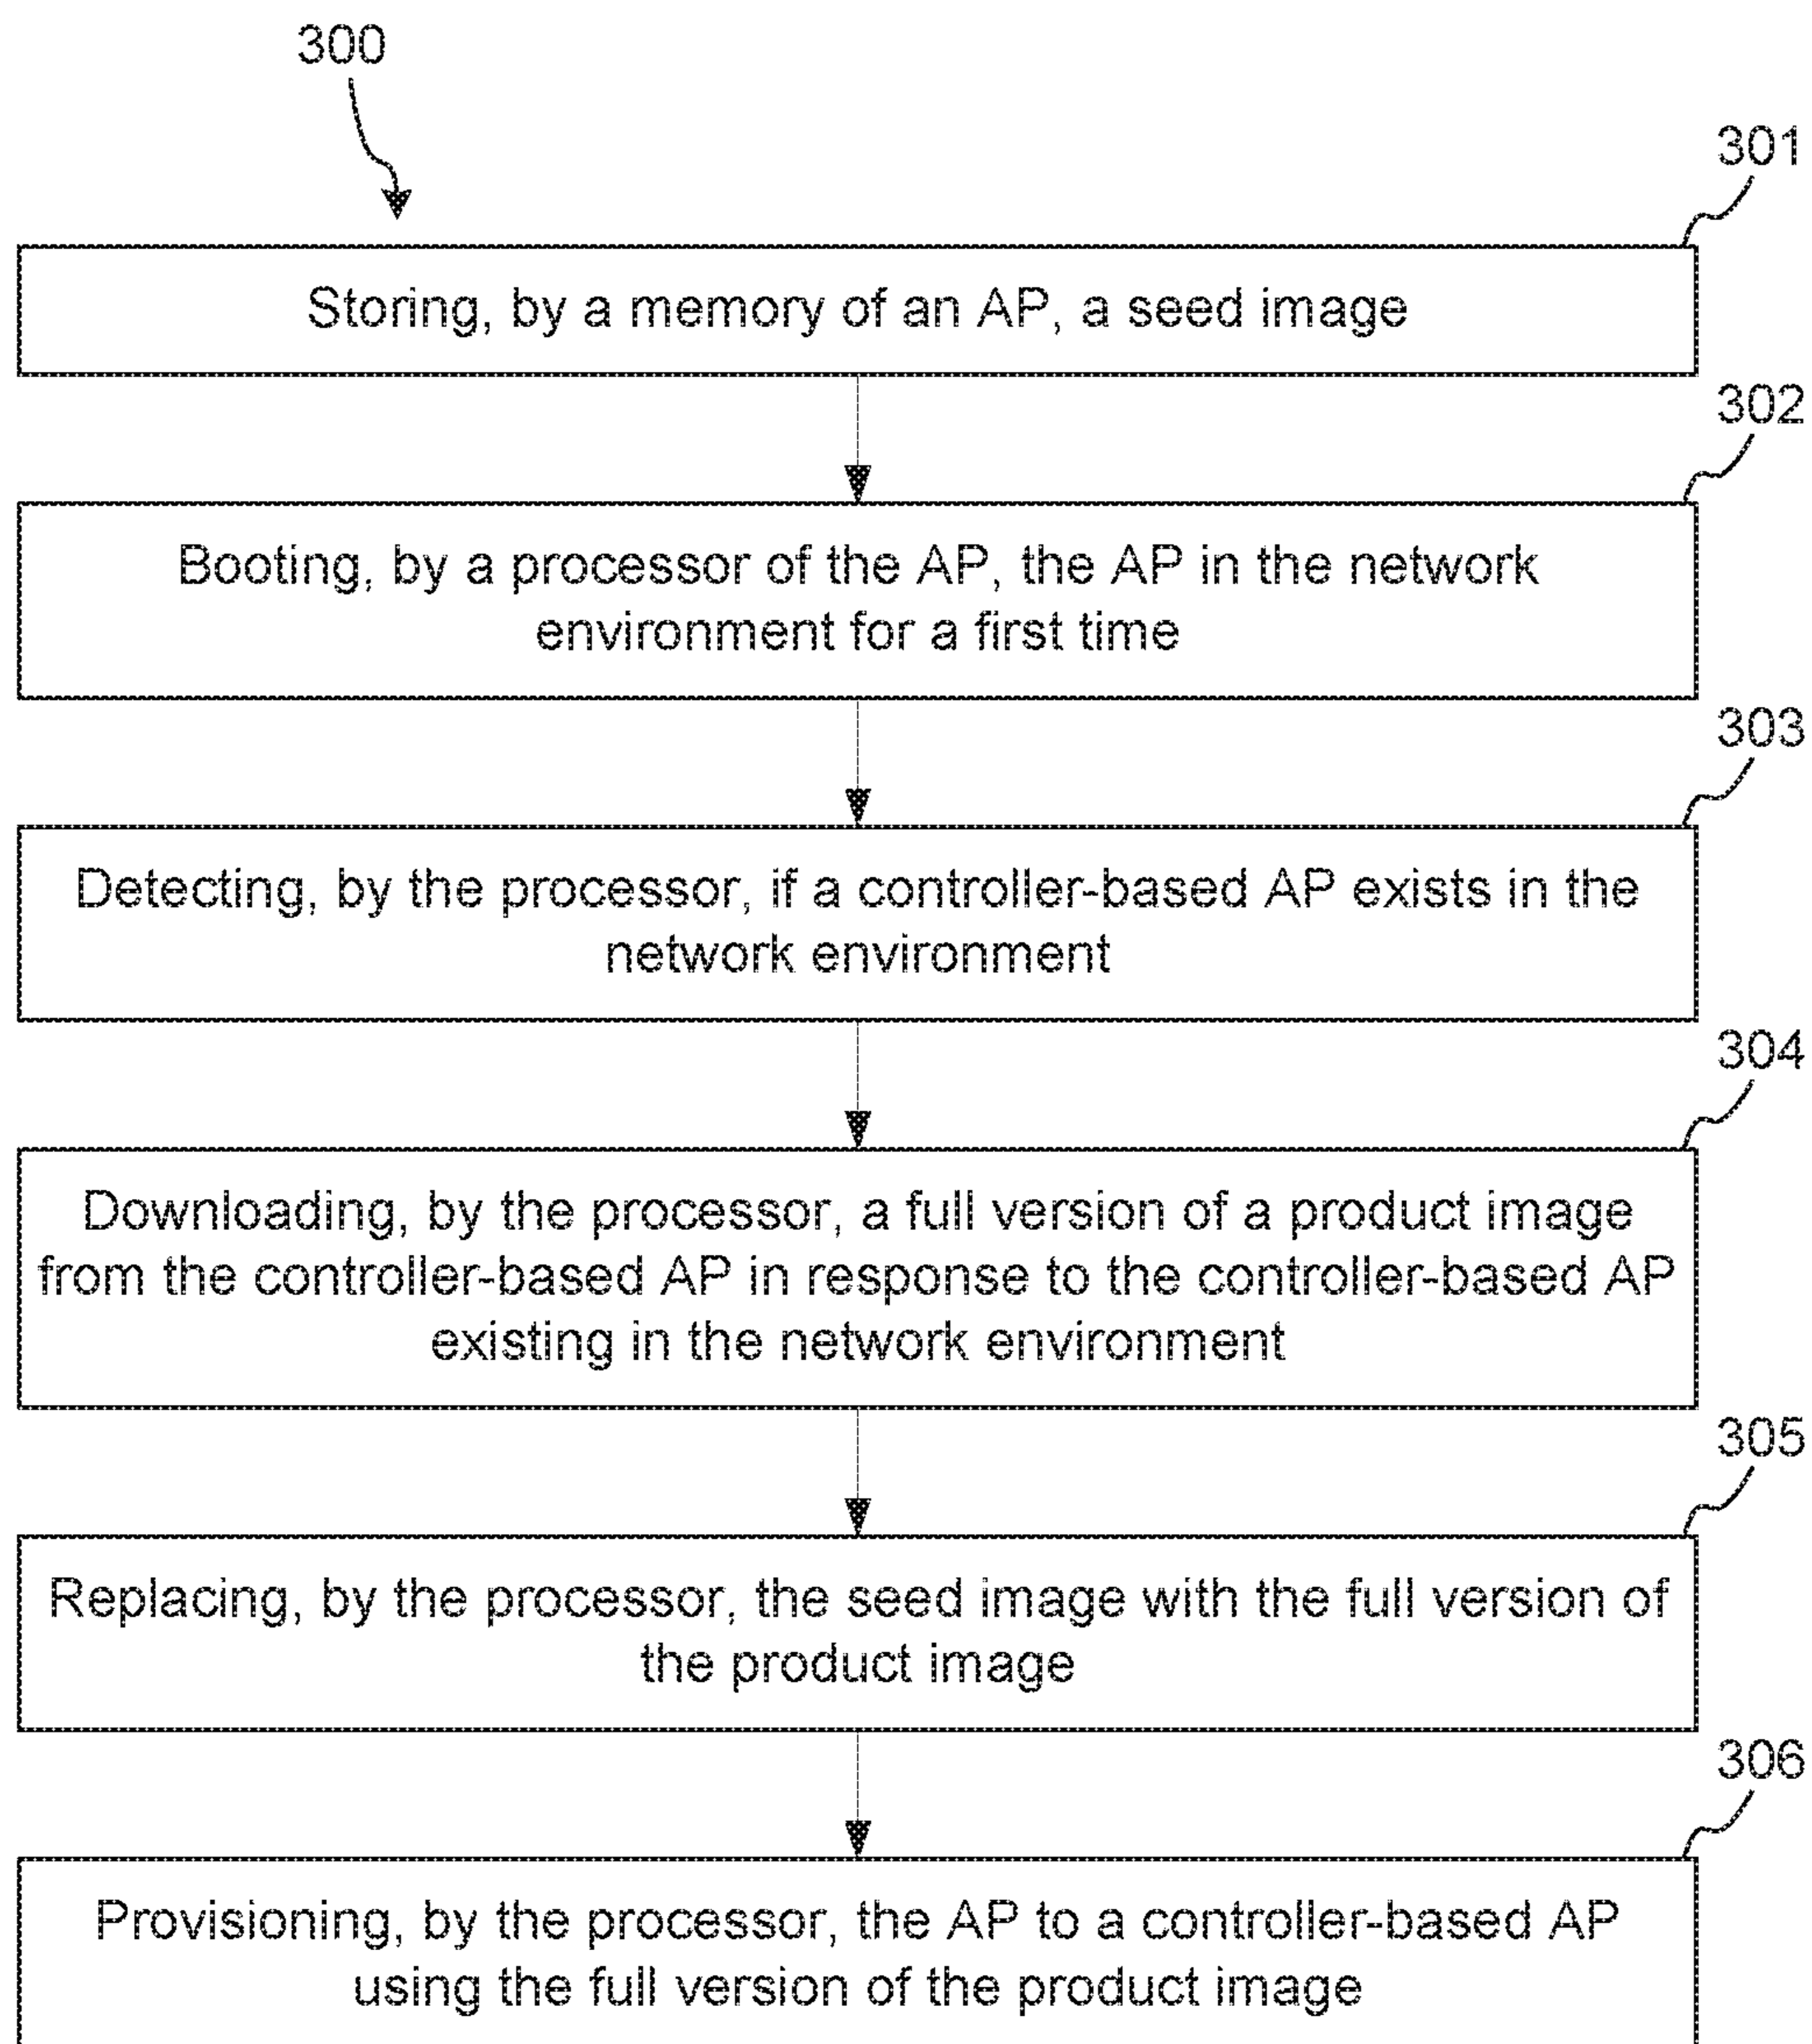 300
301
Storing, by a memory of an AP, a seed image
302
Booting, by a processor of the AP, the AP in the network
environment for a first time
303
Detecting, by the processor, if a controller-based AP exists in the
network environment
304
Downloading, by the processor, a full version of a product image
from the controller-based AP in response to the controller-based AP
existing in the network environment
305
Replacing, by the processor, the seed image with the full version of
the product image
306
Provisioning, by the processor, the AP to a controller-based AP
using the full version of the product image